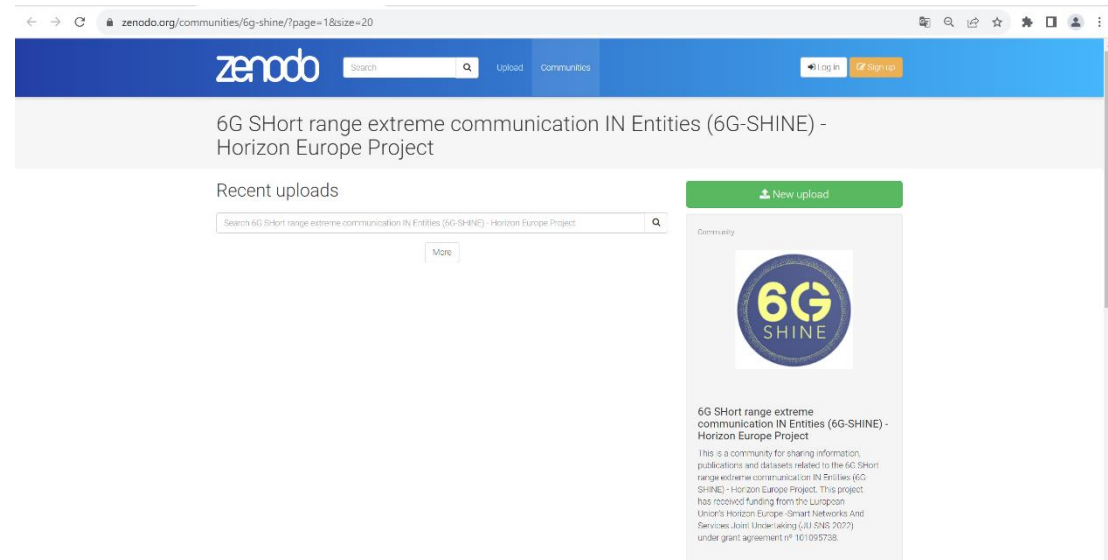 zenodo.org/communities/6g-shine/?page=1&size=20
zenodo
Search
Upload
Communities
Log in
Sign up
6G SHort range extreme communication IN Entities (6G-SHINE) -
Horizon Europe Project
Recent uploads
New upload
Search 6G SHort range extreme communication IN Entities (6G-SHINE) - Horizon Europe Project
More
Community
6G
SHINE
6G SHort range extreme
communication IN Entities (6G-SHINE) -
Horizon Europe Project
This is a community for sharing information,
publications and datasets related to the 6G SHort
range extreme communication IN Entities (6G
SHINE) - Horizon Europe Project. This project
has received funding from the European
Union's Horizon Europe -Smart Networks And
Services Joint Undertaking (JU SNS 2022)
under grant agreement nº 101095738.